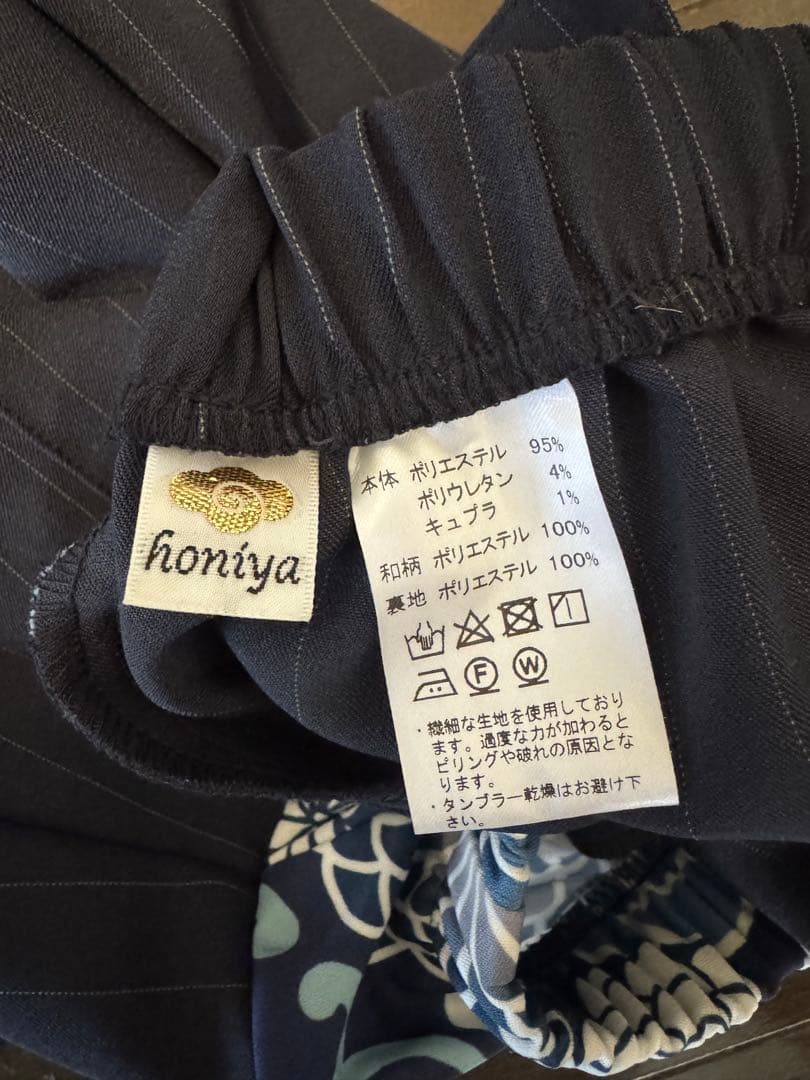 honiya
本体 ポリエステル 95%
ポリウレタン 4%
キュプラ 1%
和柄 ポリエステル 100%
裏地 ポリエステル 100%
F W
・繊細な生地を使用しており
ます。過度な力が加わると
ピリングや破れの原因とな
ります。
・タンブラー乾燥はお避け下
さい。